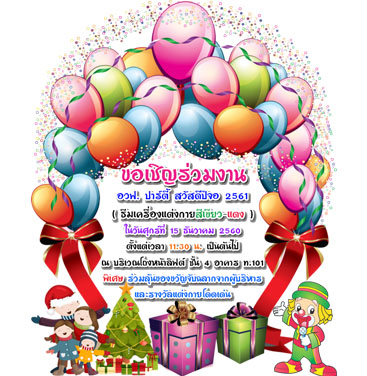 ขอเชิญร่วมงาน
อวฟ. ปาร์ตี้ สวัสดีปีจอ 2561
( ธีมเครื่องแต่งกายสีเขียว-แดง )
ในวันศุกร์ที่ 15 ธันวาคม 2560
ตั้งแต่เวลา 11:30 น. เป็นต้นไป
ณ บริเวณโถงหน้าลิฟต์ ชั้น 4 อาคาร ท.101
พิเศษ ร่วมลุ้นของขวัญจับฉลากจากผู้บริหาร
และรางวัลแต่งกายโดดเด่น